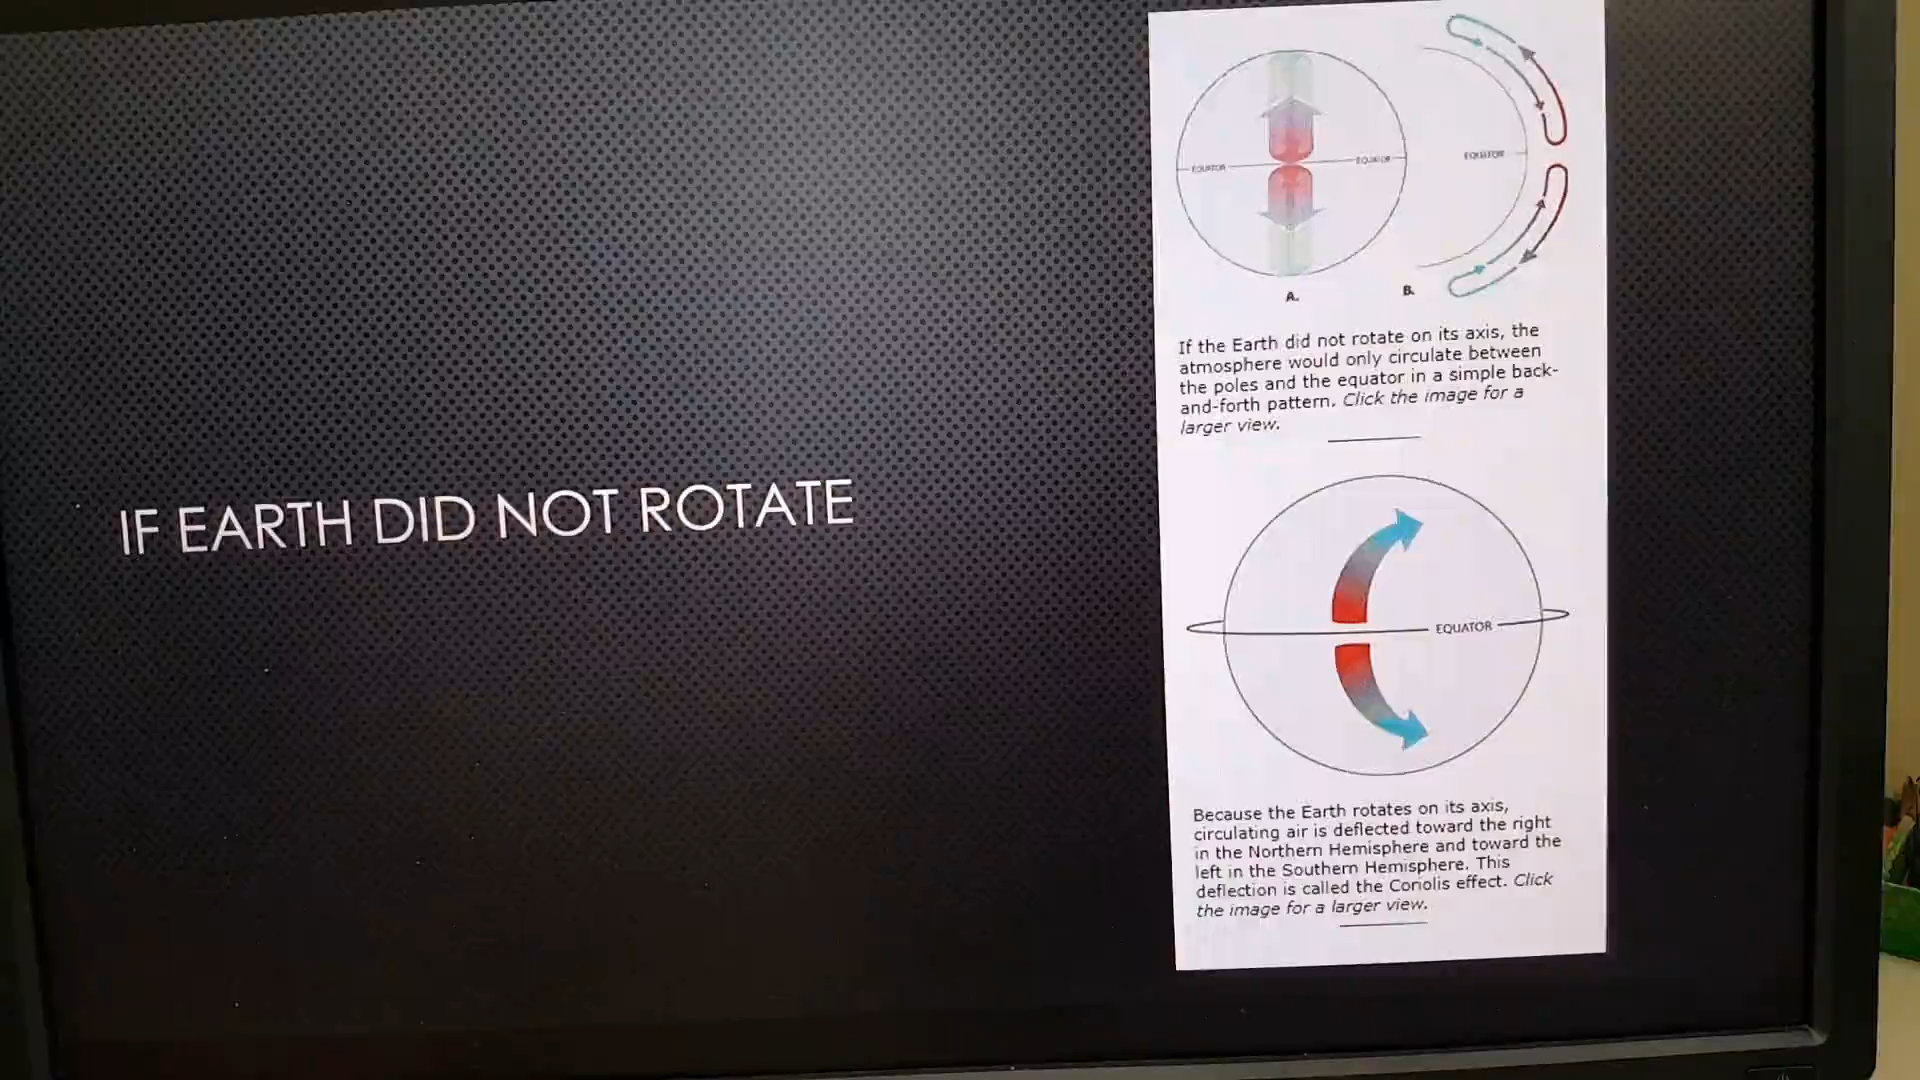 IF EARTH DID NOT ROTATE
EQUATOR
EQUATOR
EQUATOR
A.
B.
If the Earth did not rotate on its axis, the
atmosphere would only circulate between
the poles and the equator in a simple back-
and-forth pattern. Click the image for a
larger view.
EQUATOR
Because the Earth rotates on its axis,
circulating air is deflected toward the right
in the Northern Hemisphere and toward the
left in the Southern Hemisphere. This
deflection is called the Coriolis effect. Click
the image for a larger view.